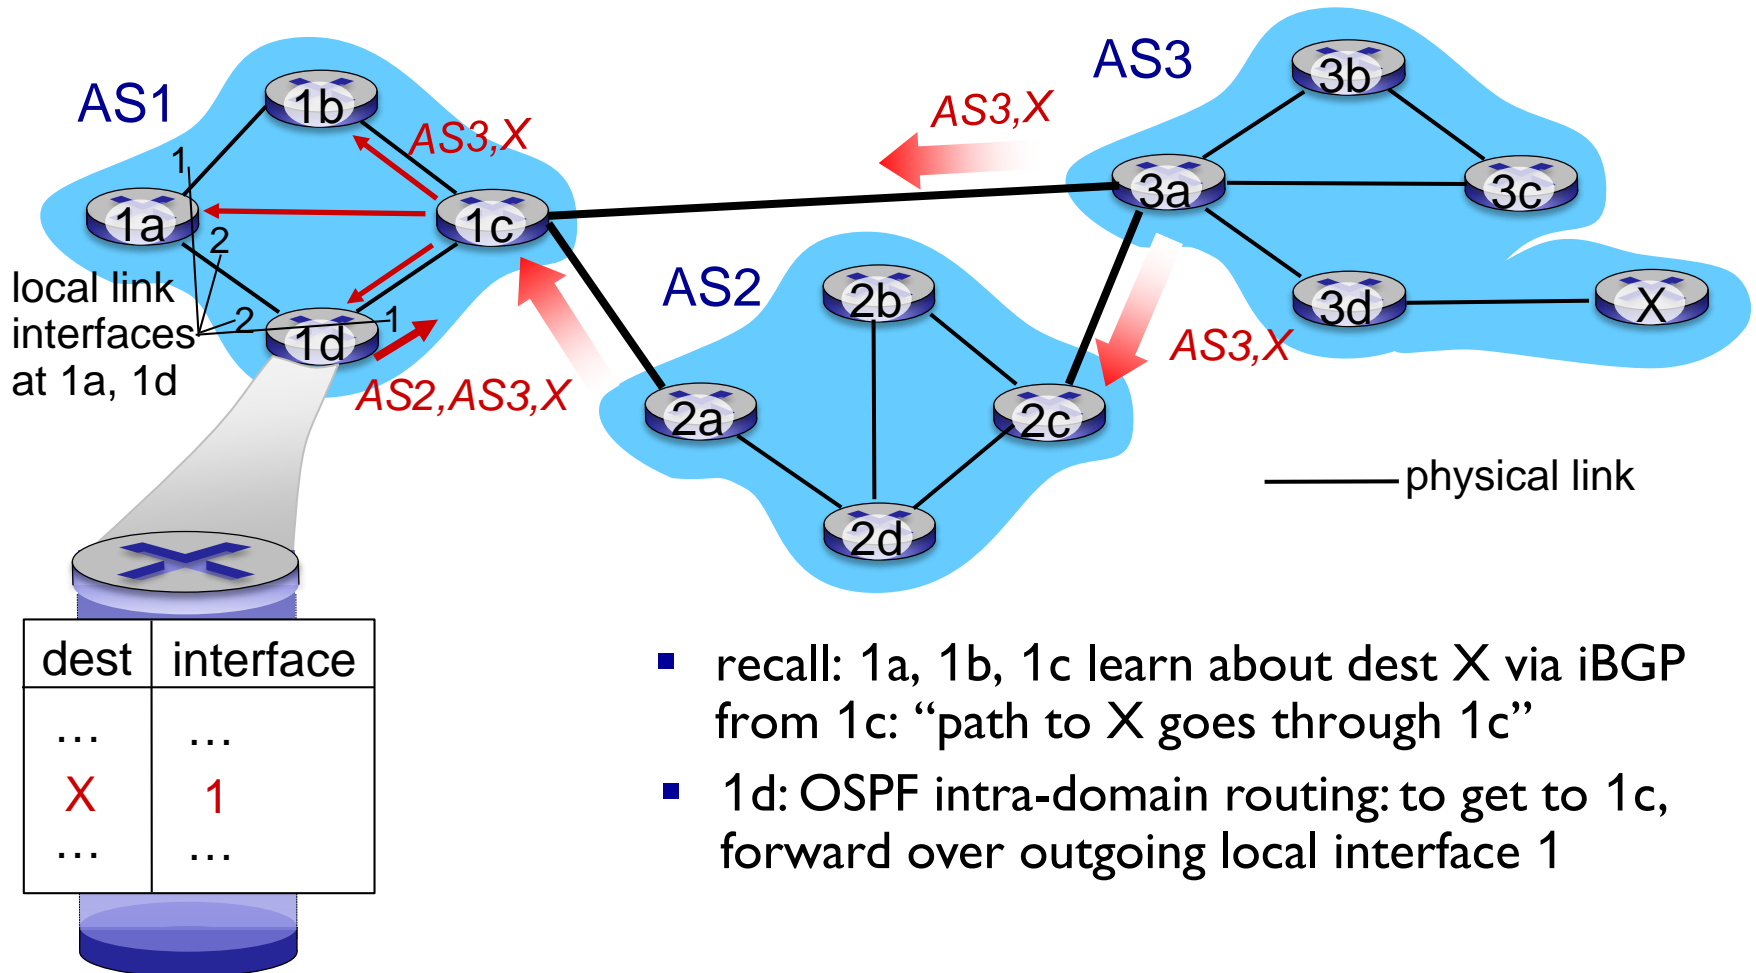 AS1
1b
AS3,X
1
1a
1c
2
local link
interfaces
at 1a, 1d
2
1
1d
AS2,AS3,X
AS3,X
AS3
3b
3a
3c
AS2
2b
3d
X
AS3,X
2a
2c
2d
physical link
dest interface
... ...
X 1
... ...
▪ recall: 1a, 1b, 1c learn about dest X via iBGP
from 1c: “path to X goes through 1c”
▪ 1d: OSPF intra-domain routing: to get to 1c,
forward over outgoing local interface 1